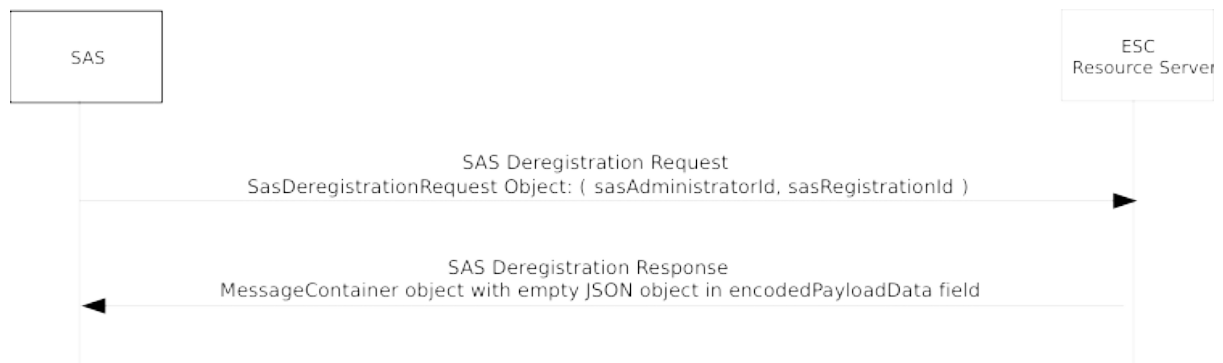 SAS
ESC
Resource Server
SAS Deregistration Request
SasDeregistrationRequest Object: ( sasAdministratorId, sasRegistrationId )
SAS Deregistration Response
MessageContainer object with empty JSON object in encodedPayloadData field